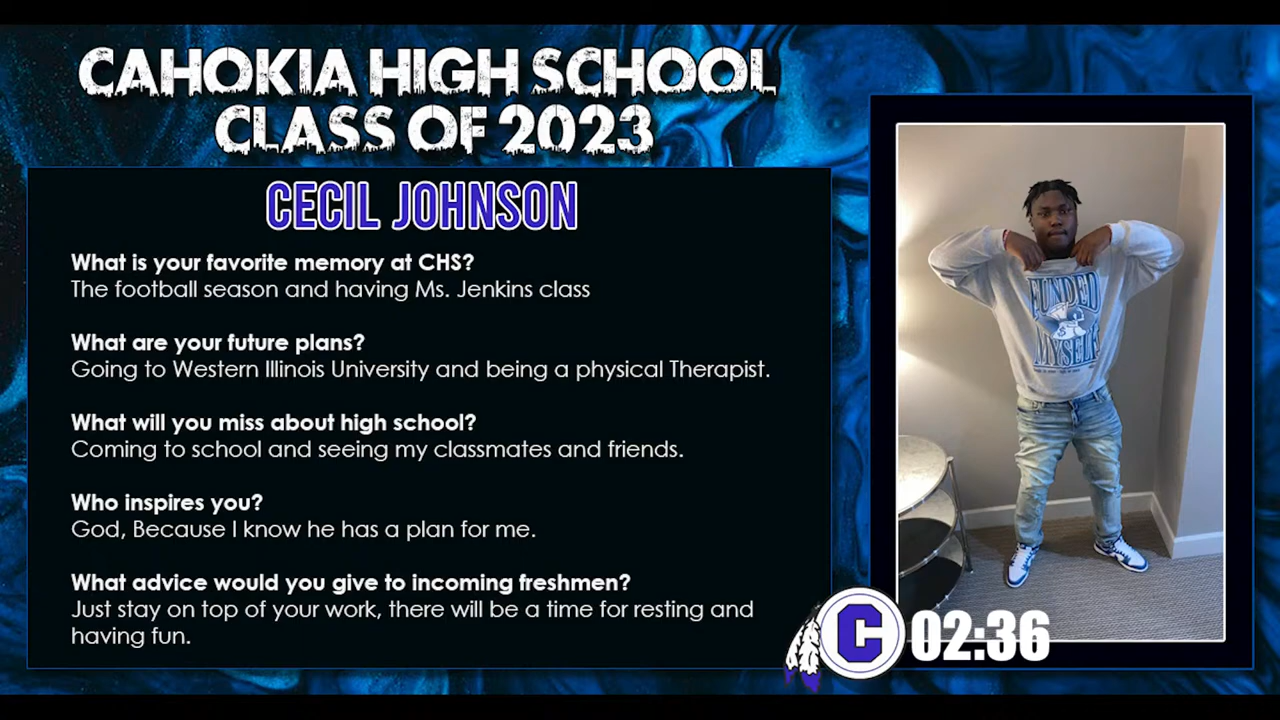 CAHOKIA HIGH SCHOOL
CLASS OF 2023
CECIL JOHNSON
What is your favorite memory at CHS?
The football season and having Ms. Jenkins class
What are your future plans?
Going to Western Illinois University and being a physical Therapist.
What will you miss about high school?
Coming to school and seeing my classmates and friends.
Who inspires you?
God, Because I know he has a plan for me.
What advice would you give to incoming freshmen?
Just stay on top of your work, there will be a time for resting and
having fun.
FUNDED
MYSELF
C 02:36